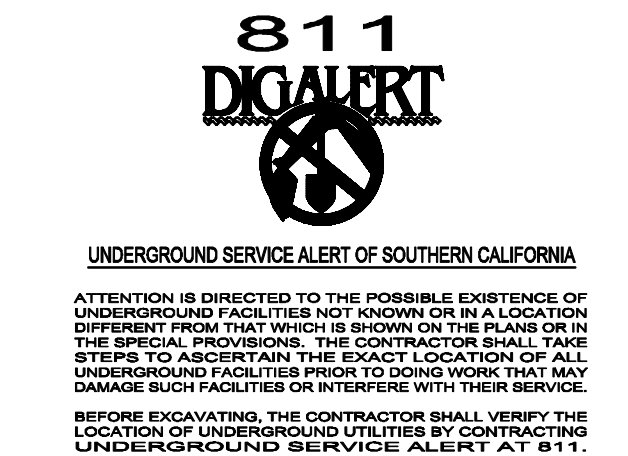 811
DIGALERT
UNDERGROUND SERVICE ALERT OF SOUTHERN CALIFORNIA
ATTENTION IS DIRECTED TO THE POSSIBLE EXISTENCE OF
UNDERGROUND FACILITIES NOT KNOWN OR IN A LOCATION
DIFFERENT FROM THAT WHICH IS SHOWN ON THE PLANS OR IN
THE SPECIAL PROVISIONS. THE CONTRACTOR SHALL TAKE
STEPS TO ASCERTAIN THE EXACT LOCATION OF ALL
UNDERGROUND FACILITIES PRIOR TO DOING WORK THAT MAY
DAMAGE SUCH FACILITIES OR INTERFERE WITH THEIR SERVICE.
BEFORE EXCAVATING, THE CONTRACTOR SHALL VERIFY THE
LOCATION OF UNDERGROUND UTILITIES BY CONTRACTING
UNDERGROUND SERVICE ALERT AT 811.